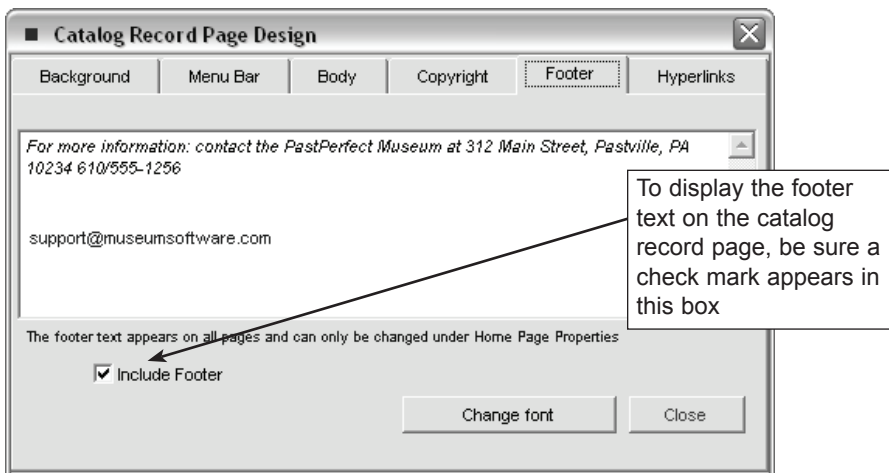 Catalog Record Page Design
Background Menu Bar Body Copyright Footer Hyperlinks
For more information: contact the PastPerfect Museum at 312 Main Street, Pastville, PA
10234 610/555-1256
support@museumsoftware.com
To display the footer
text on the catalog
record page, be sure a
check mark appears in
this box
The footer text appears on all pages and can only be changed under Home Page Properties
Include Footer
Change font Close